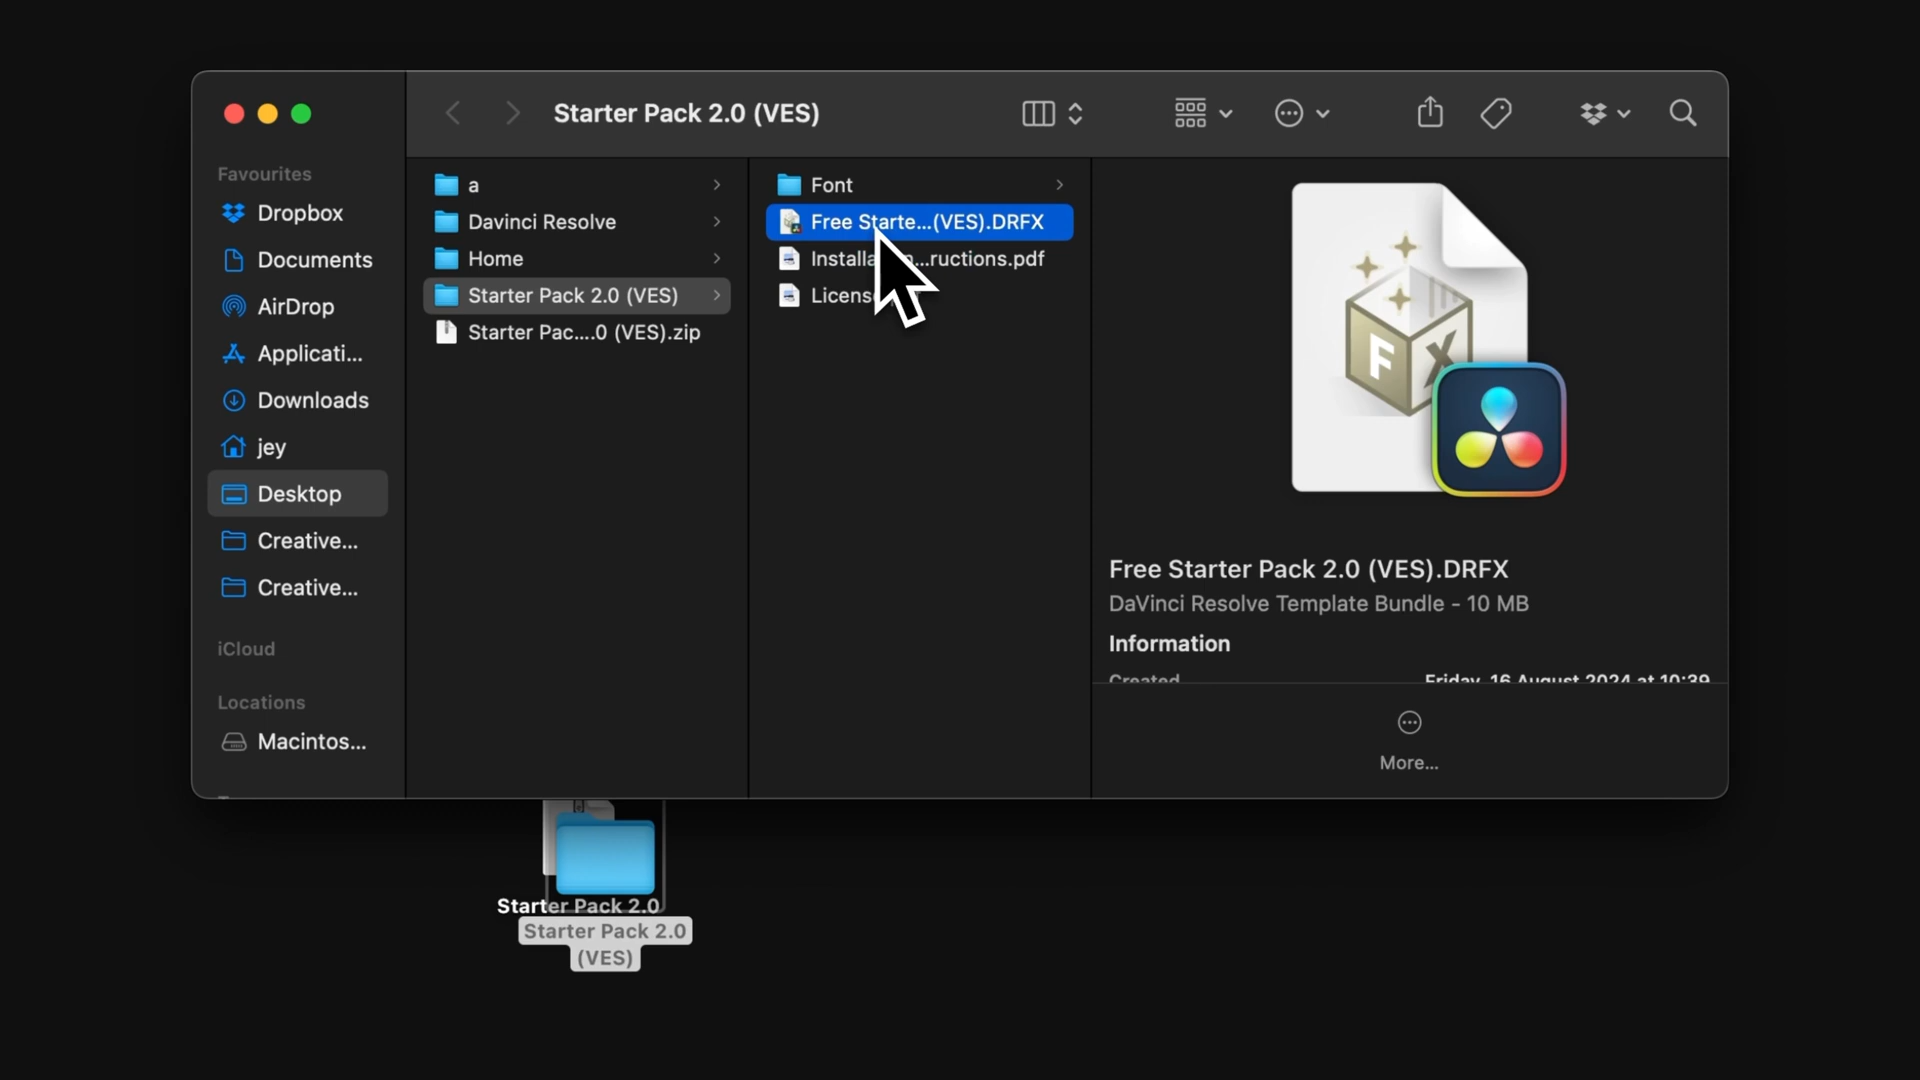 Starter Pack 2.0 (VES)
Favourites
Dropbox
Documents
AirDrop
Applicati...
Downloads
jey
Desktop
Creative...
Creative...
iCloud
Locations
Macintos...
a
Davinci Resolve
Home
Starter Pack 2.0 (VES)
Starter Pac....0 (VES).zip
Font
Free Starte...(VES).DRFX
Installa...ructions.pdf
F X
Free Starter Pack 2.0 (VES).DRFX
DaVinci Resolve Template Bundle - 10 MB
Information
Created Friday, 16 August 2024 at 10:39
More...
Starter Pack 2.0
Starter Pack 2.0
(VES)